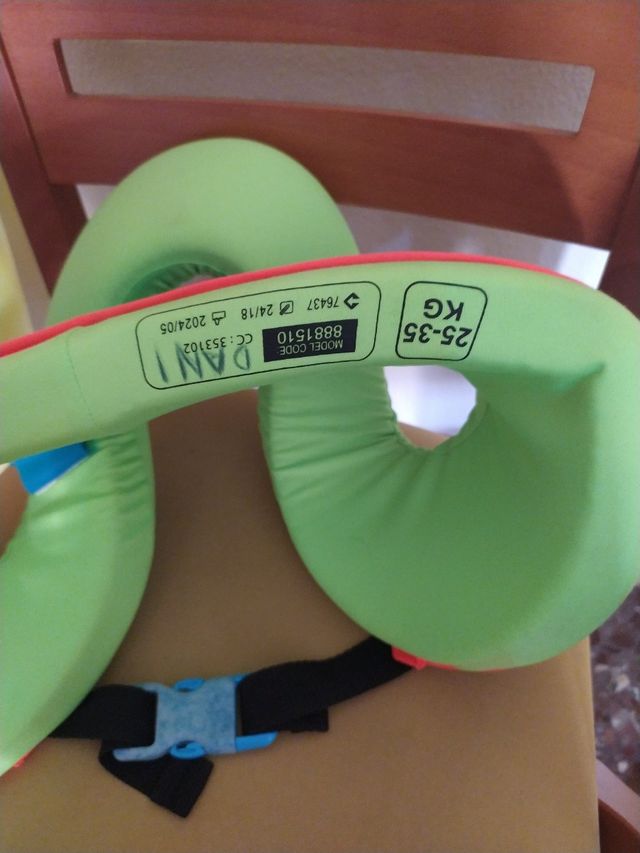 25-35
KG
MODEL CODE:
8881510
CC: 353102
DANI
76437 24/18 2024/05